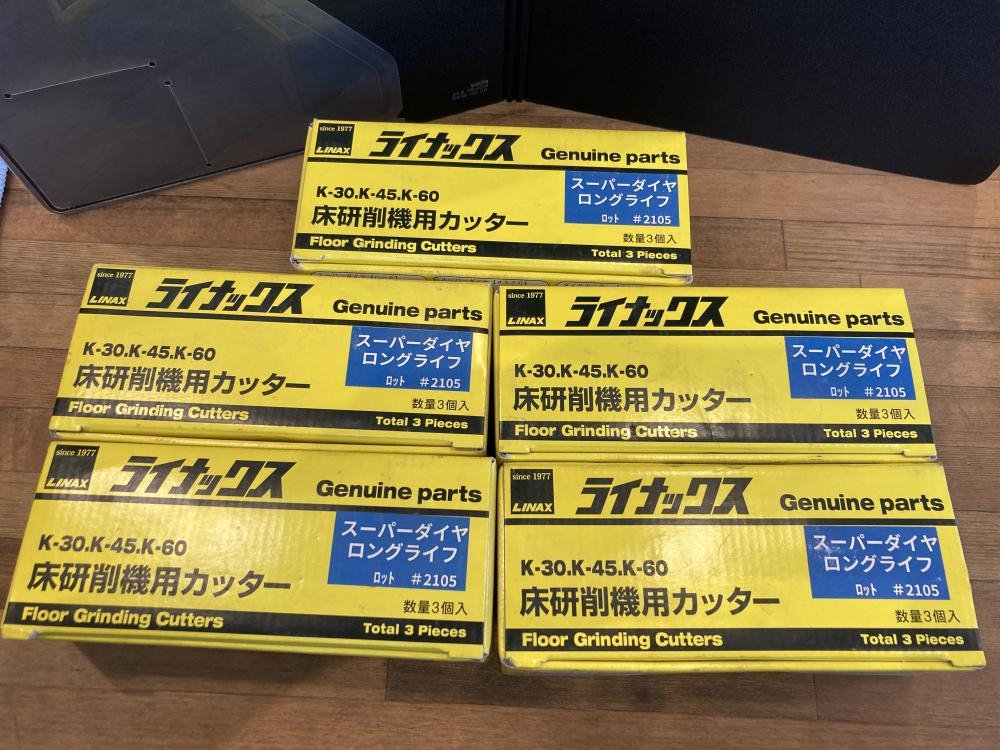 since 1977
LINAX
ライナックス
Genuine parts
K-30.K-45.K-60
床研削機用カッター
スーパーダイヤ
ロングライフ
ロット #2105
数量3個入
Floor Grinding Cutters
Total 3 Pieces
since 1977
LINAX
ライナックス
Genuine parts
K-30.K-45.K-60
床研削機用カッター
スーパーダイヤ
ロングライフ
ロット #2105
数量3個入
Floor Grinding Cutters
Total 3 Pieces
since 1977
LINAX
ライナックス
Genuine parts
K-30.K-45.K-60
床研削機用カッター
スーパーダイヤ
ロングライフ
ロット #2105
数量3個入
Floor Grinding Cutters
Total 3 Pieces
since 1977
LINAX
ライナックス
Genuine parts
K-30.K-45.K-60
床研削機用カッター
スーパーダイヤ
ロングライフ
ロット #2105
数量3個入
Floor Grinding Cutters
Total 3 Pieces
since 1977
LINAX
ライナックス
Genuine parts
K-30.K-45.K-60
床研削機用カッター
スーパーダイヤ
ロングライフ
ロット #2105
数量3個入
Floor Grinding Cutters
Total 3 Pieces